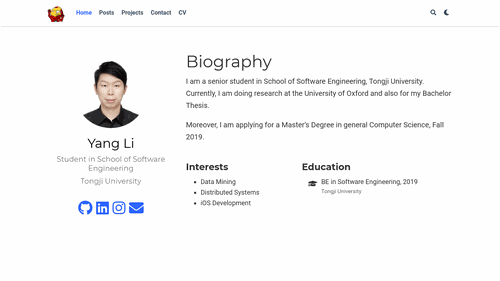 Home Posts Projects Contact CV
Biography
I am a senior student in School of Software Engineering, Tongji University.
Currently, I am doing research at the University of Oxford and also for my Bachelor
Thesis.
Moreover, I am applying for a Master's Degree in general Computer Science, Fall
2019.
Yang Li
Student in School of Software
Engineering
Tongji University
Interests
Data Mining
Distributed Systems
iOS Development
Education
BE in Software Engineering, 2019
Tongji University